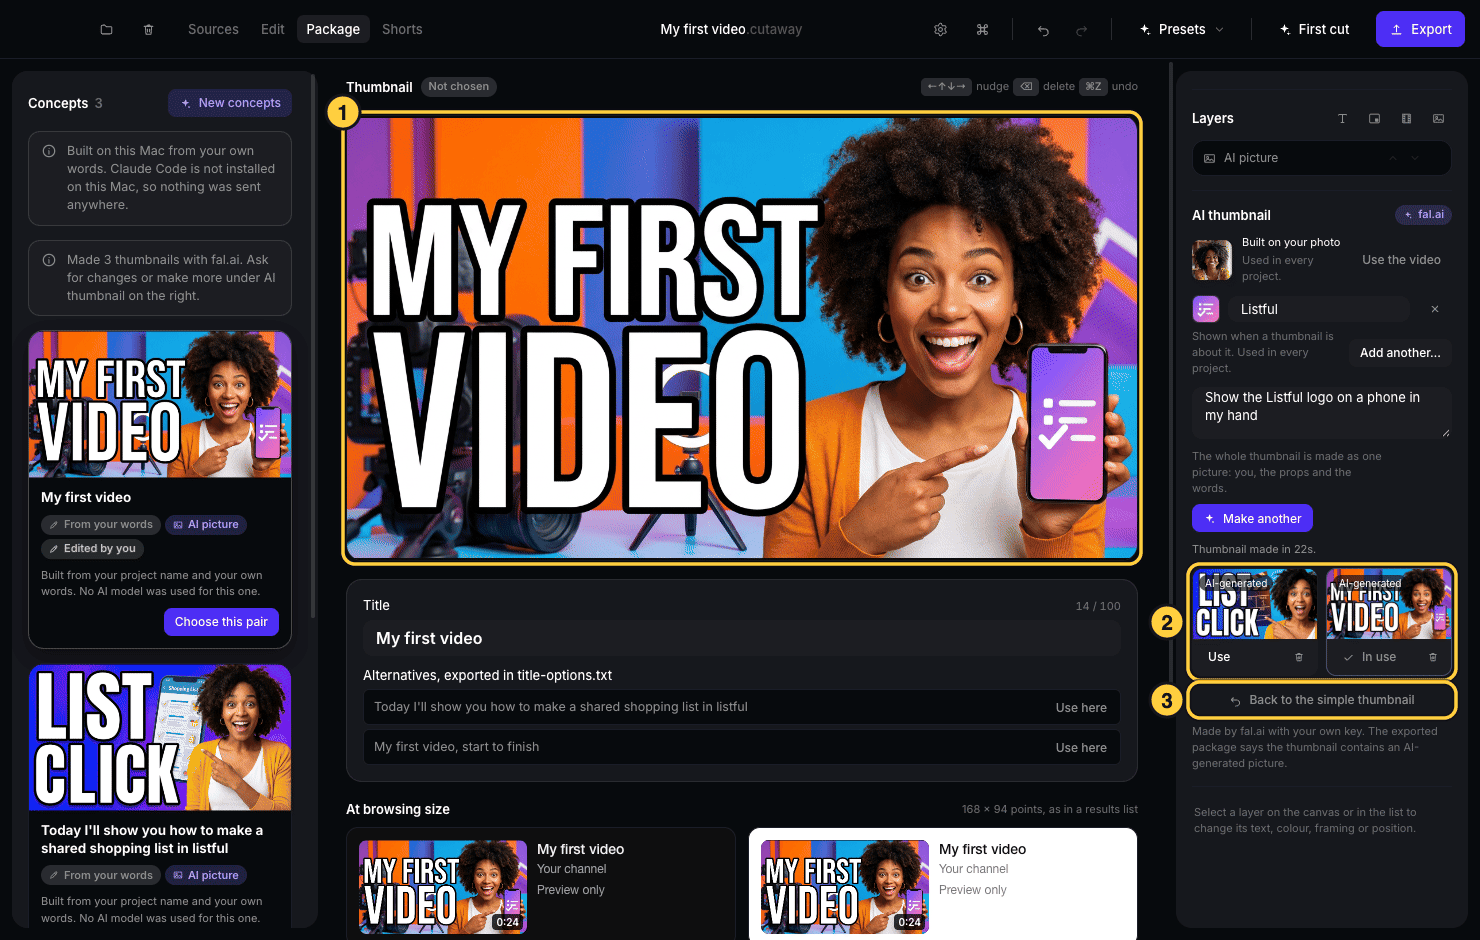 Sources
Edit
Package
Shorts
My first video.cutaway
Presets
First cut
Export
Concepts 3
New concepts
Built on this Mac from your own
words. Claude Code is not installed
on this Mac, so nothing was sent
anywhere.
Made 3 thumbnails with fal.ai. Ask
for changes or make more under AI
thumbnail on the right.
MY FIRST
VIDEO
My first video
From your words
AI picture
Edited by you
Built from your project name and your own
words. No AI model was used for this one.
Choose this pair
LIST
CLICK
Shopping List
Today I'll show you how to make a
shared shopping list in listful
From your words
AI picture
Built from your project name and your own
words. No AI model was used for this one.
Thumbnail
Not chosen
←↑↓→ nudge ⌫ delete ⌘Z undo
1
MY FIRST
VIDEO
Title
14 / 100
My first video
Alternatives, exported in title-options.txt
Today I'll show you how to make a shared shopping list in listful
Use here
My first video, start to finish
Use here
At browsing size
168 × 94 points, as in a results list
MY FIRST
VIDEO
0:24
My first video
Your channel
Preview only
MY FIRST
VIDEO
0:24
My first video
Your channel
Preview only
Layers
AI picture
AI thumbnail
fal.ai
Built on your photo
Used in every
project.
Use the video
Listful
Shown when a thumbnail is
about it. Used in every
project.
Add another...
Show the Listful logo on a phone in
my hand
The whole thumbnail is made as one
picture: you, the props and the
words.
Make another
Thumbnail made in 22s.
2
AI-generated
LIST
CLICK
Use
AI-generated
MY FIRST
VIDEO
In use
3
Back to the simple thumbnail
Made by fal.ai with your own key. The exported
package says the thumbnail contains an AI-
generated picture.
Select a layer on the canvas or in the list to
change its text, colour, framing or position.